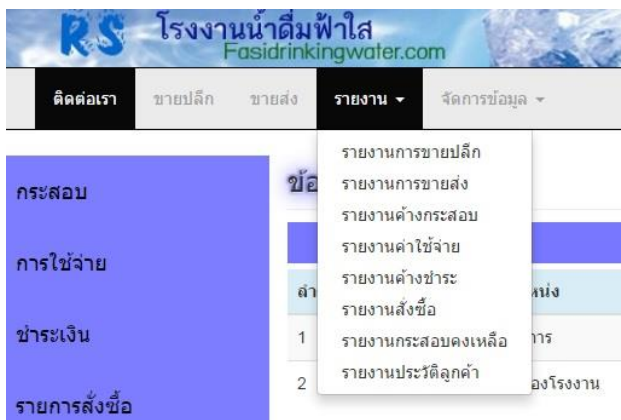 RS
โรงงานน้ำดื่มฟ้าใส
Fasidrinkingwater.com
ติดต่อเรา ขายปลีก ขายส่ง รายงาน จัดการข้อมูล
รายงานการขายปลีก
รายงานการขายส่ง
รายงานค้างกระสอบ
รายงานค่าใช้จ่าย
รายงานค้างชำระ
รายงานสั่งซื้อ
รายงานกระสอบคงเหลือ
รายงานประวัติลูกค้า
กระสอบ
การใช้จ่าย
ชำระเงิน
รายการสั่งซื้อ
1
2